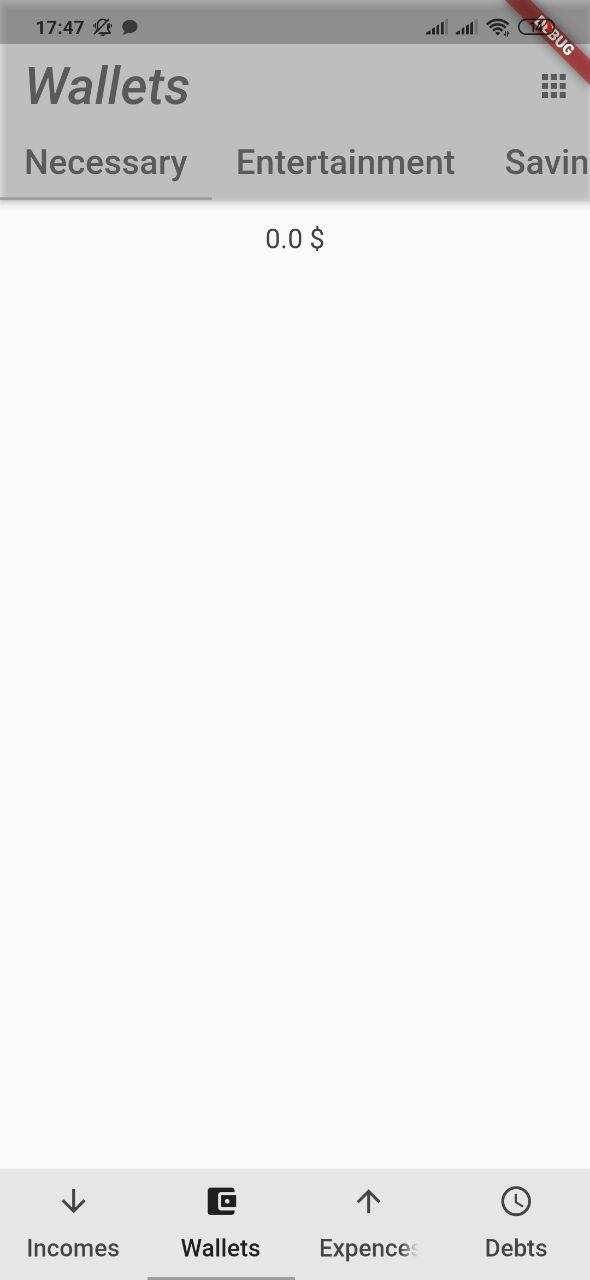 17:47
Wallets
Necessary Entertainment Savin
0.0 $
Incomes Wallets Expences Debts